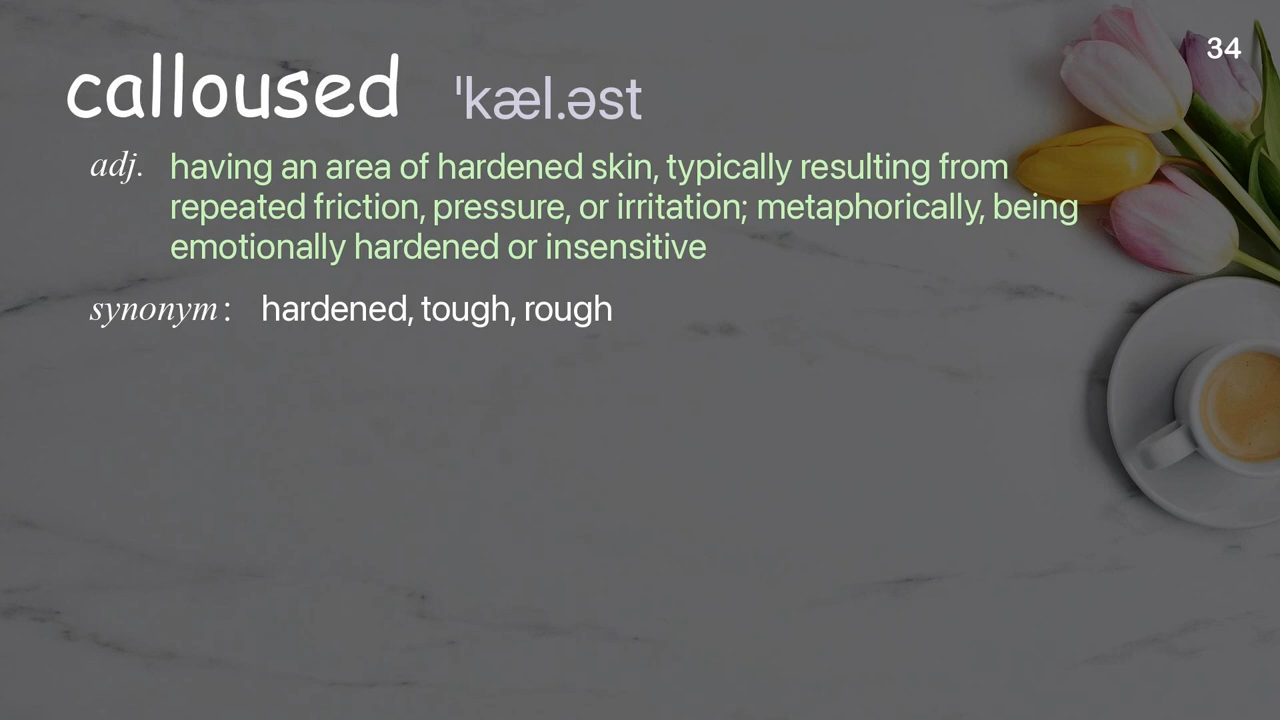 34
calloused ˈkæl.əst
adj. having an area of hardened skin, typically resulting from
repeated friction, pressure, or irritation; metaphorically, being
emotionally hardened or insensitive
synonym: hardened, tough, rough